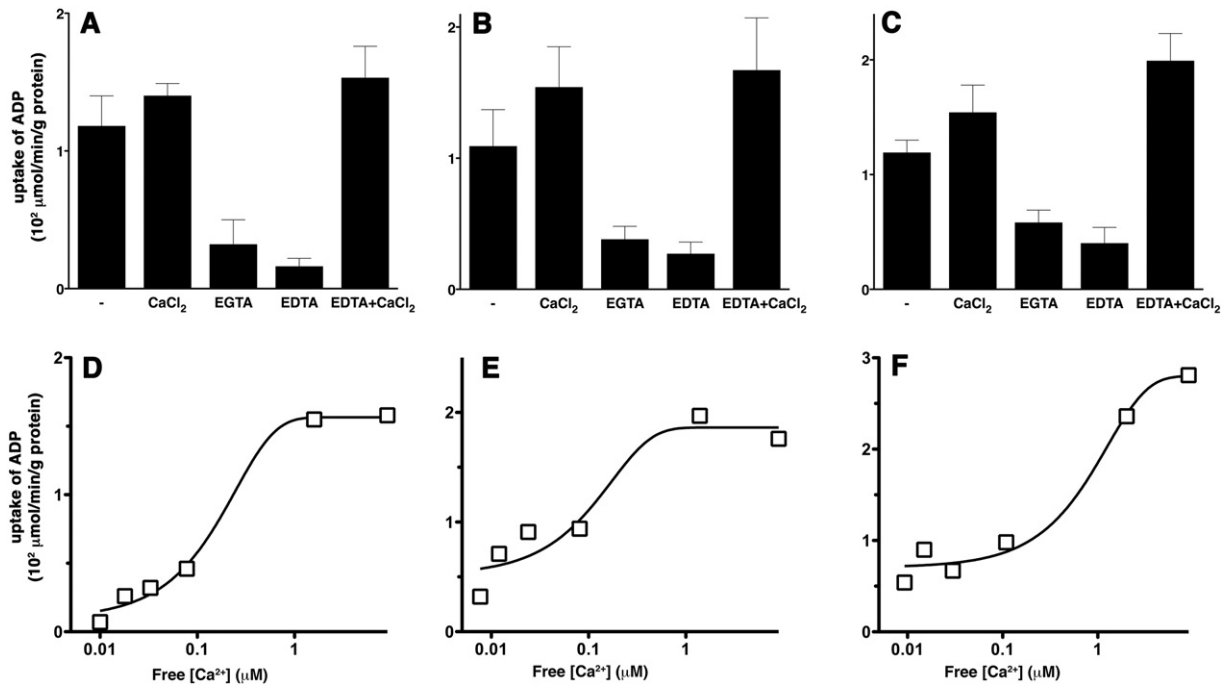 A
B
C
uptake of ADP
(10² μmol/min/g protein)
2
1
0
2
1
0
2
1
0
- CaCl₂ EGTA EDTA EDTA+CaCl₂
- CaCl₂ EGTA EDTA EDTA+CaCl₂
- CaCl₂ EGTA EDTA EDTA+CaCl₂
D
E
F
uptake of ADP
(10² μmol/min/g protein)
2
1
0
2
1
0
3
2
1
0
0.01 0.1 1
0.01 0.1 1
0.01 0.1 1
Free [Ca²⁺] (μM)
Free [Ca²⁺] (μM)
Free [Ca²⁺] (μM)